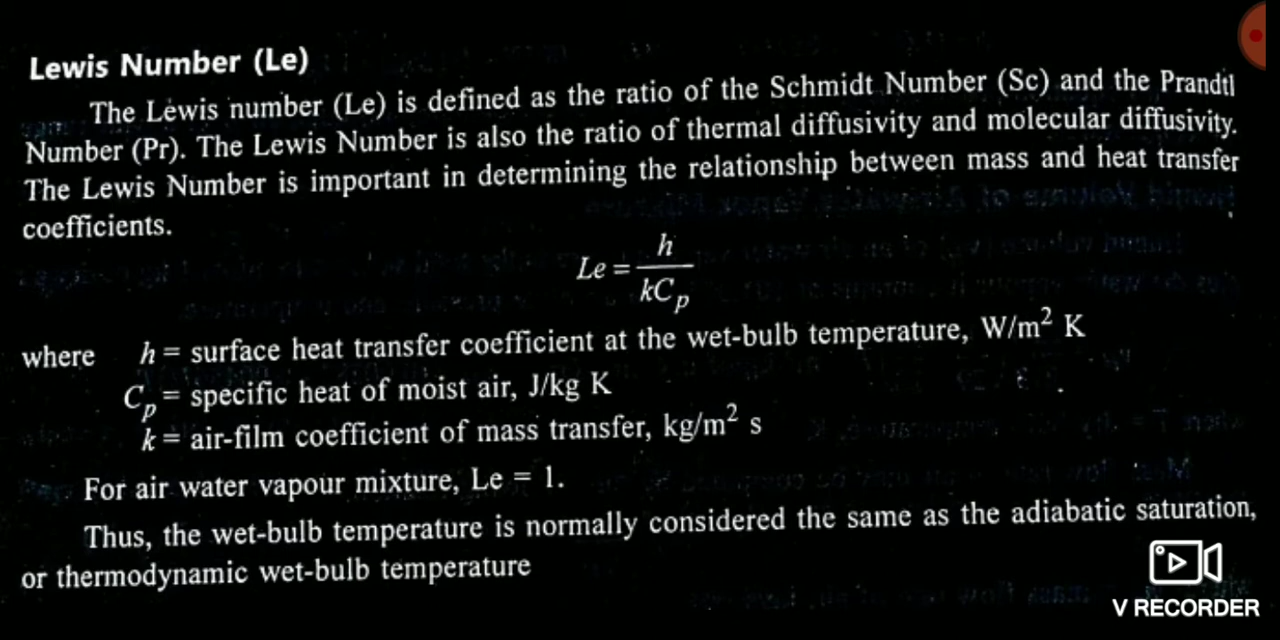 Lewis Number (Le)
The Lewis number (Le) is defined as the ratio of the Schmidt Number (Sc) and the Prandtl
Number (Pr). The Lewis Number is also the ratio of thermal diffusivity and molecular diffusivity.
The Lewis Number is important in determining the relationship between mass and heat transfer
coefficients.
Le = h / kCₚ
where h = surface heat transfer coefficient at the wet-bulb temperature, W/m² K
Cₚ = specific heat of moist air, J/kg K
k = air-film coefficient of mass transfer, kg/m² s
For air water vapour mixture, Le = 1.
Thus, the wet-bulb temperature is normally considered the same as the adiabatic saturation,
or thermodynamic wet-bulb temperature
V RECORDER